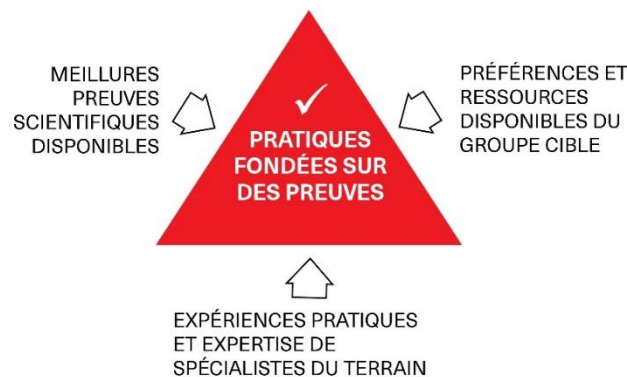 MEILLURES
PREUVES
SCIENTIFIQUES
DISPONIBLES
PRATIQUES
FONDÉES SUR
DES PREUVES
PRÉFÉRENCES ET
RESSOURCES
DISPONIBLES DU
GROUPE CIBLE
EXPÉRIENCES PRATIQUES
ET EXPERTISE DE
SPÉCIALISTES DU TERRAIN